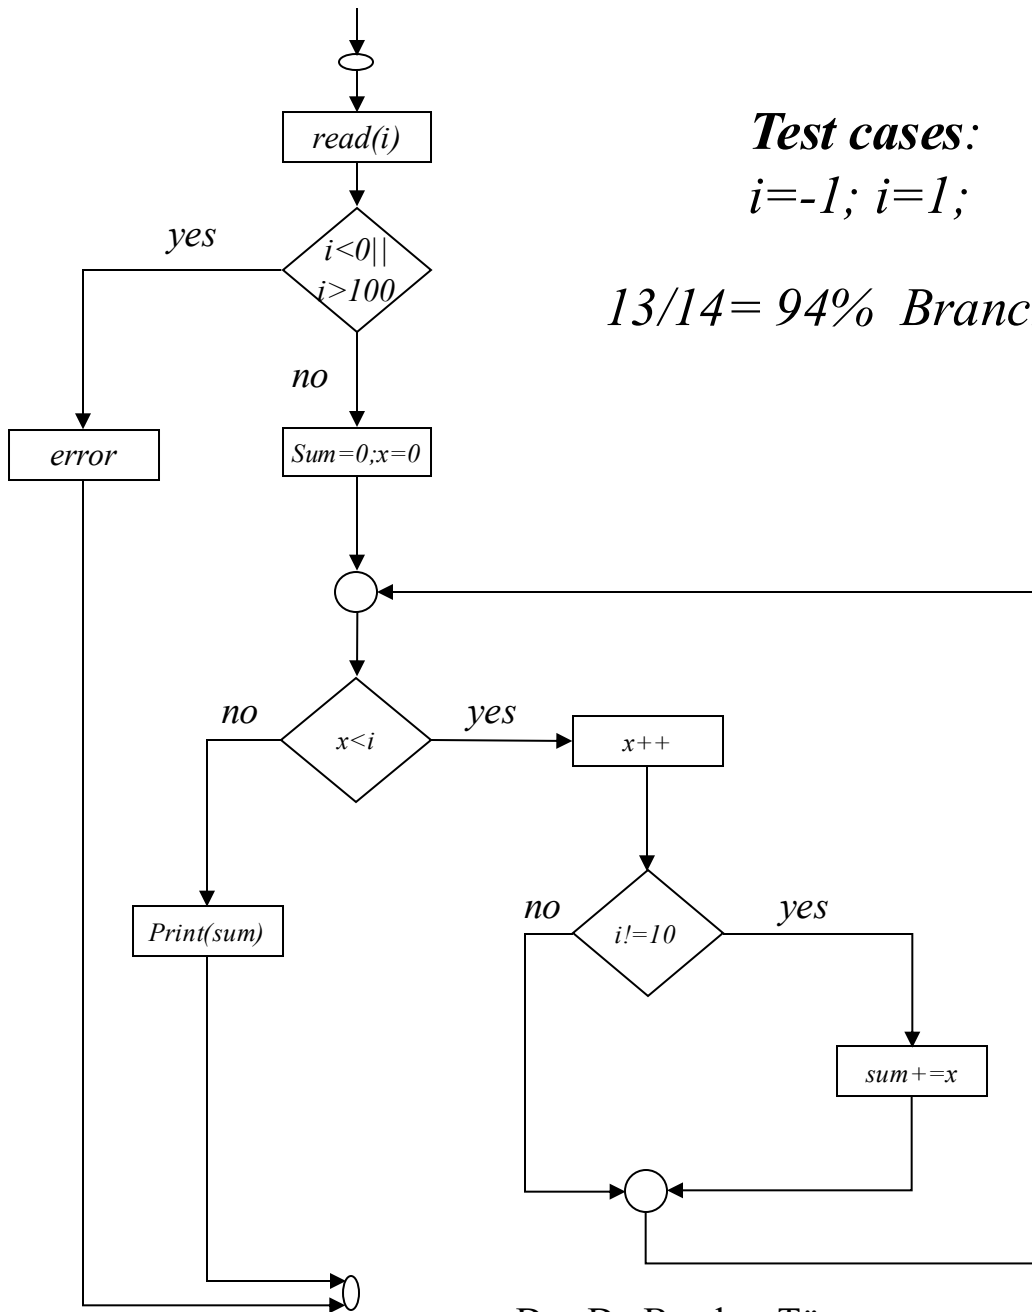 read(i)
Test cases:
i=-1; i=1;
yes
i<0||
i>100
13/14= 94% Branc
no
error
Sum=0;x=0
no
yes
x<i
x++
no
yes
i!=10
Print(sum)
sum+=x